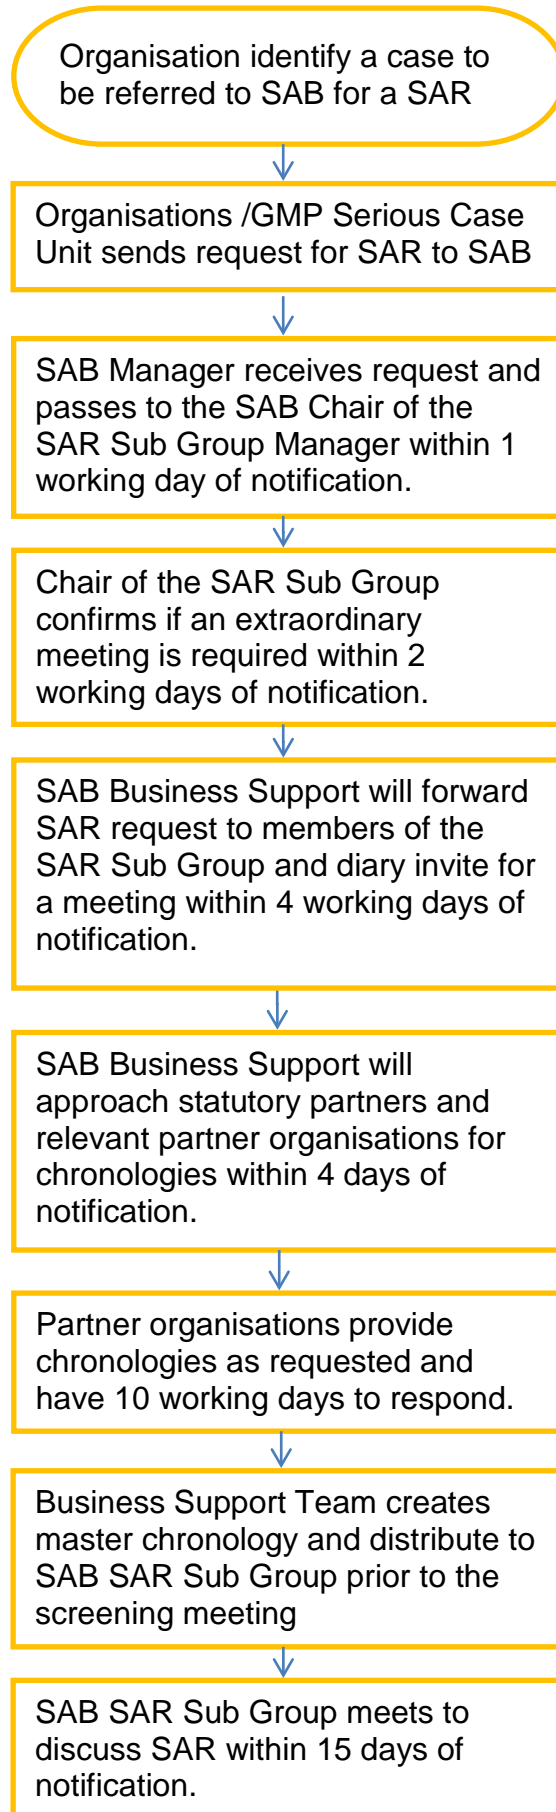 Organisation identify a case to
be referred to SAB for a SAR
Organisations /GMP Serious Case
Unit sends request for SAR to SAB
SAB Manager receives request and
passes to the SAB Chair of the
SAR Sub Group Manager within 1
working day of notification.
Chair of the SAR Sub Group
confirms if an extraordinary
meeting is required within 2
working days of notification.
SAB Business Support will forward
SAR request to members of the
SAR Sub Group and diary invite for
a meeting within 4 working days of
notification.
SAB Business Support will
approach statutory partners and
relevant partner organisations for
chronologies within 4 days of
notification.
Partner organisations provide
chronologies as requested and
have 10 working days to respond.
Business Support Team creates
master chronology and distribute to
SAB SAR Sub Group prior to the
screening meeting
SAB SAR Sub Group meets to
discuss SAR within 15 days of
notification.